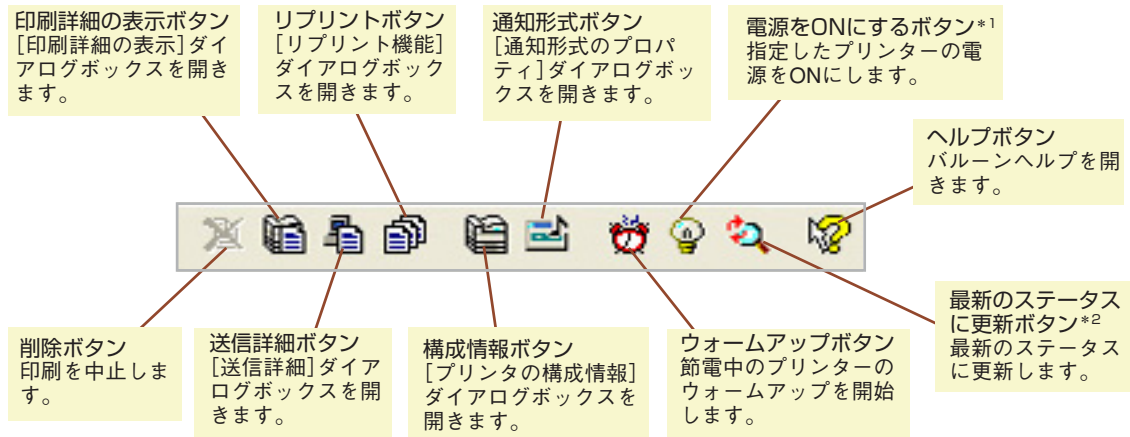 印刷詳細の表示ボタン
[印刷詳細の表示]ダイ
アログボックスを開き
ます。
リプリントボタン
[リプリント機能]
ダイアログボック
スを開きます。
通知形式ボタン
[通知形式のプロパ
ティ]ダイアログボッ
クスを開きます。
電源をONにするボタン*1
指定したプリンターの電
源をONにします。
ヘルプボタン
バルーンヘルプを開
きます。
削除ボタン
印刷を中止しま
す。
送信詳細ボタン
[送信詳細]ダイア
ログボックスを開
きます。
構成情報ボタン
[プリンタの構成情報]
ダイアログボックスを
開きます。
ウォームアップボタン
節電中のプリンターの
ウォームアップを開始
します。
最新のステータス
に更新ボタン*2
最新のステータス
に更新します。